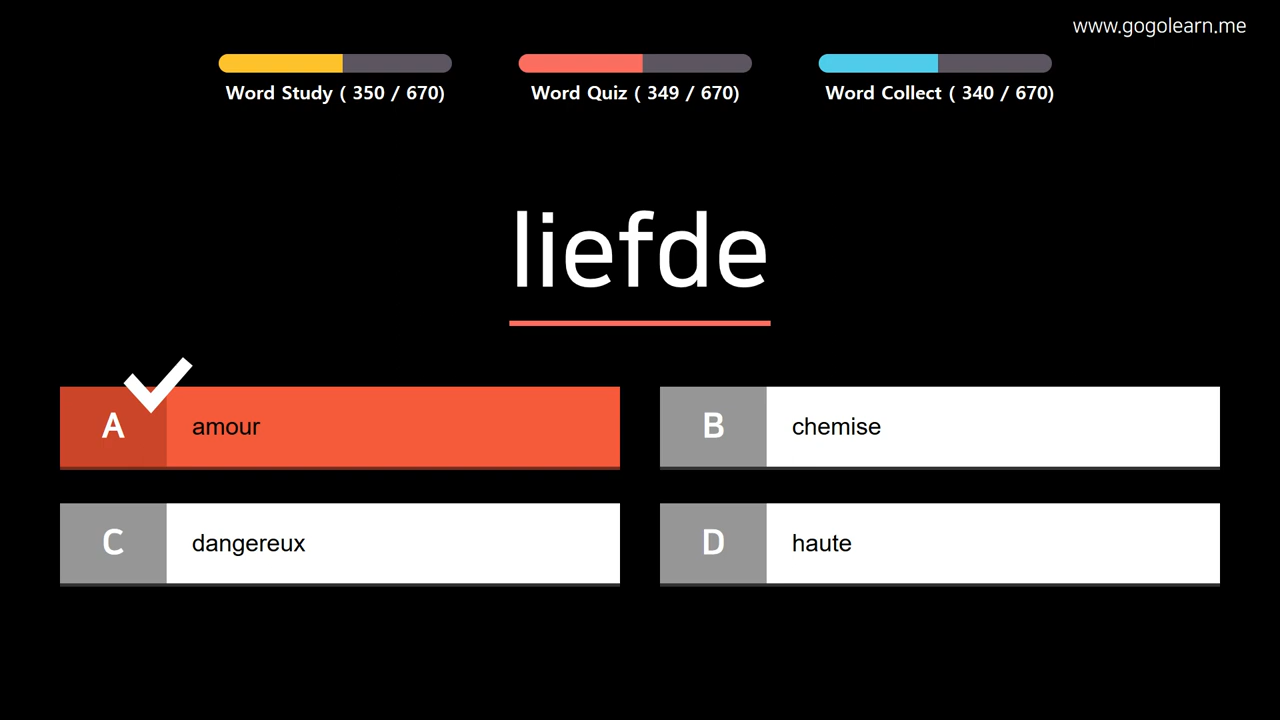 www.gogolearn.me
Word Study ( 350 / 670)
Word Quiz ( 349 / 670)
Word Collect ( 340 / 670)
liefde
A amour
B chemise
C dangereux
D haute